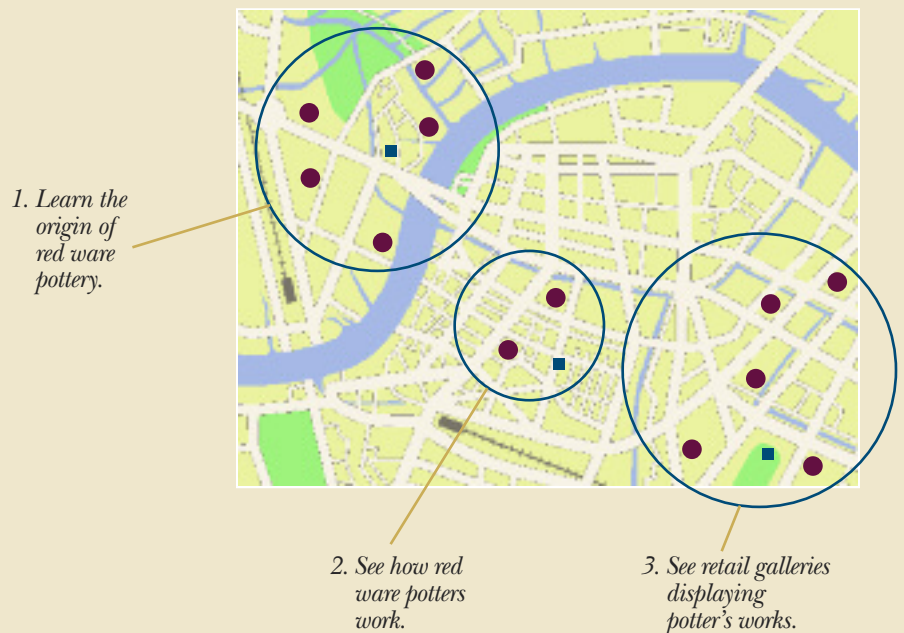 1. Learn the
origin of
red ware
pottery.
2. See how red
ware potters
work.
3. See retail galleries
displaying
potter's works.